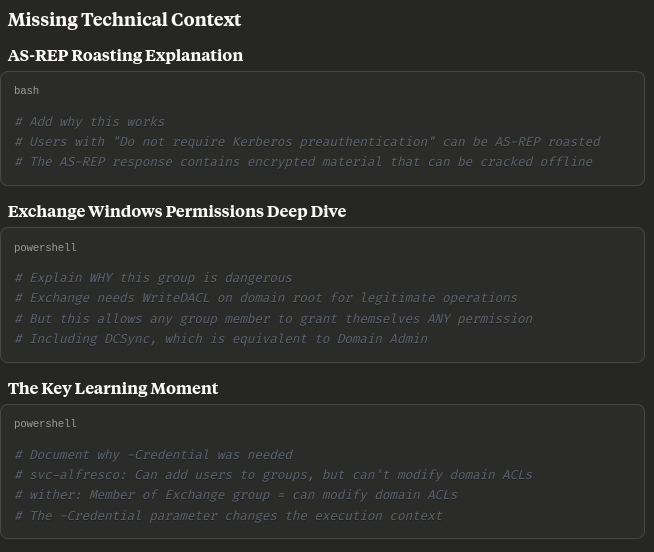 Missing Technical Context
AS-REP Roasting Explanation
bash
# Add why this works
# Users with "Do not require Kerberos preauthentication" can be AS-REP roasted
# The AS-REP response contains encrypted material that can be cracked offline
Exchange Windows Permissions Deep Dive
powershell
# Explain WHY this group is dangerous
# Exchange needs WriteDACL on domain root for legitimate operations
# But this allows any group member to grant themselves ANY permission
# Including DCSync, which is equivalent to Domain Admin
The Key Learning Moment
powershell
# Document why -Credential was needed
# svc-alfresco: Can add users to groups, but can't modify domain ACLs
# wither: Member of Exchange group = can modify domain ACLs
# The -Credential parameter changes the execution context